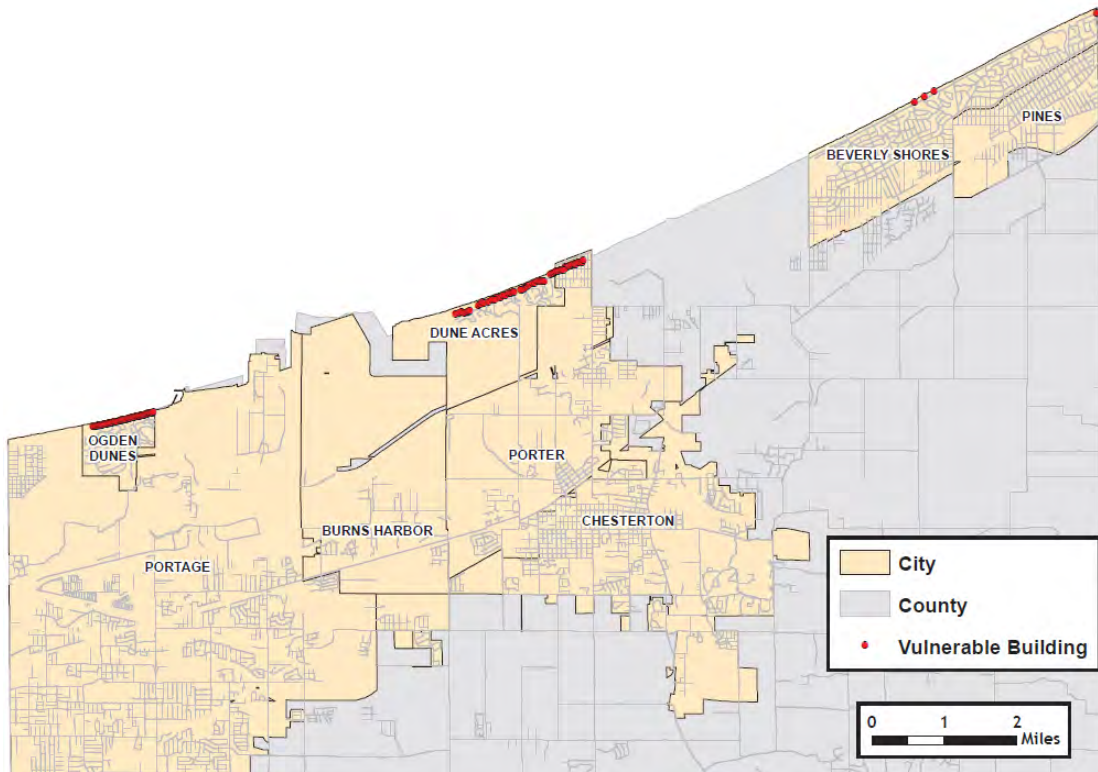 PINES
BEVERLY SHORES
DUNE ACRES
OGDEN
DUNES
PORTER
CHESTERTON
BURNS HARBOR
PORTAGE
City
County
Vulnerable Building
0 1 2
Miles